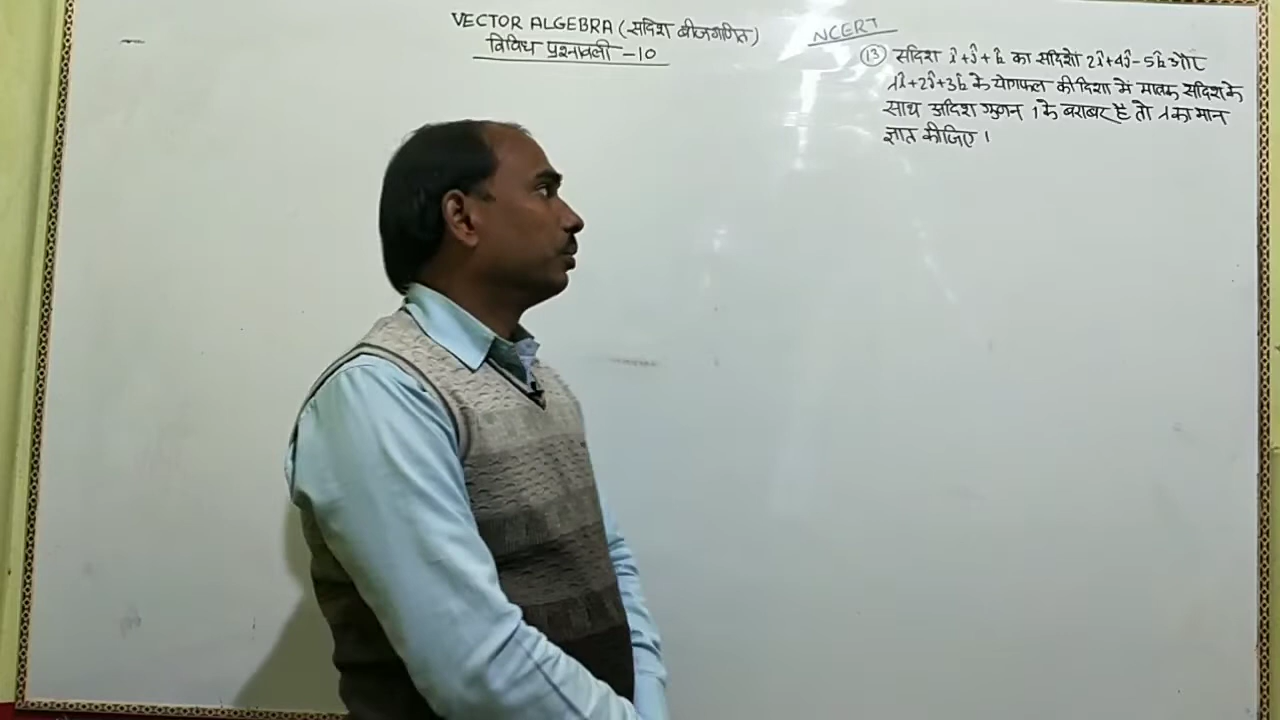 VECTOR ALGEBRA (सदिश बीजगणित)
विविध प्रश्नावली -10
NCERT
(13) सदिश î+ĵ+k̂ का सदिशों 2î+4ĵ-5k̂ और
λî+2ĵ+3k̂ के योगफल की दिशा में मात्रक सदिश के
साथ अदिश गुणन 1 के बराबर है तो λ का मान
ज्ञात कीजिए ।